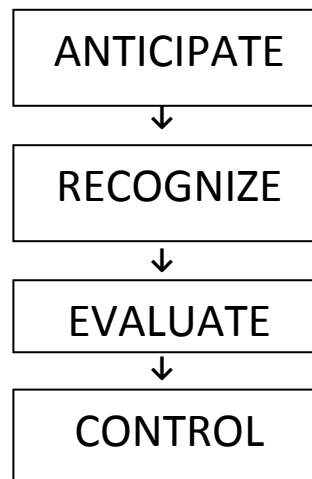 ANTICIPATE
↓
RECOGNIZE
↓
EVALUATE
↓
CONTROL